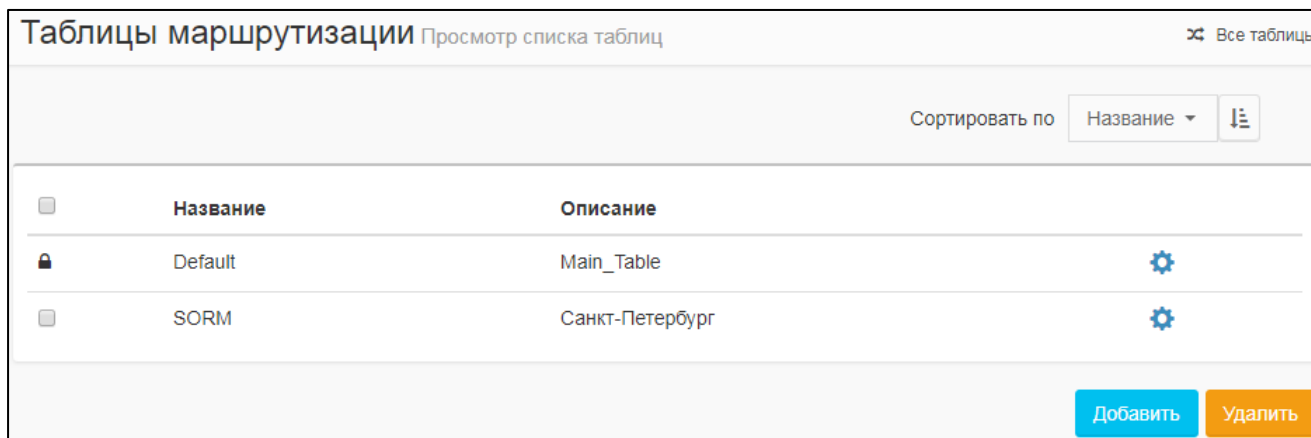 Таблицы маршрутизации Просмотр списка таблиц Все таблицы
Сортировать по Название
Название Описание
Default Main_Table
SORM Санкт-Петербург
Добавить Удалить